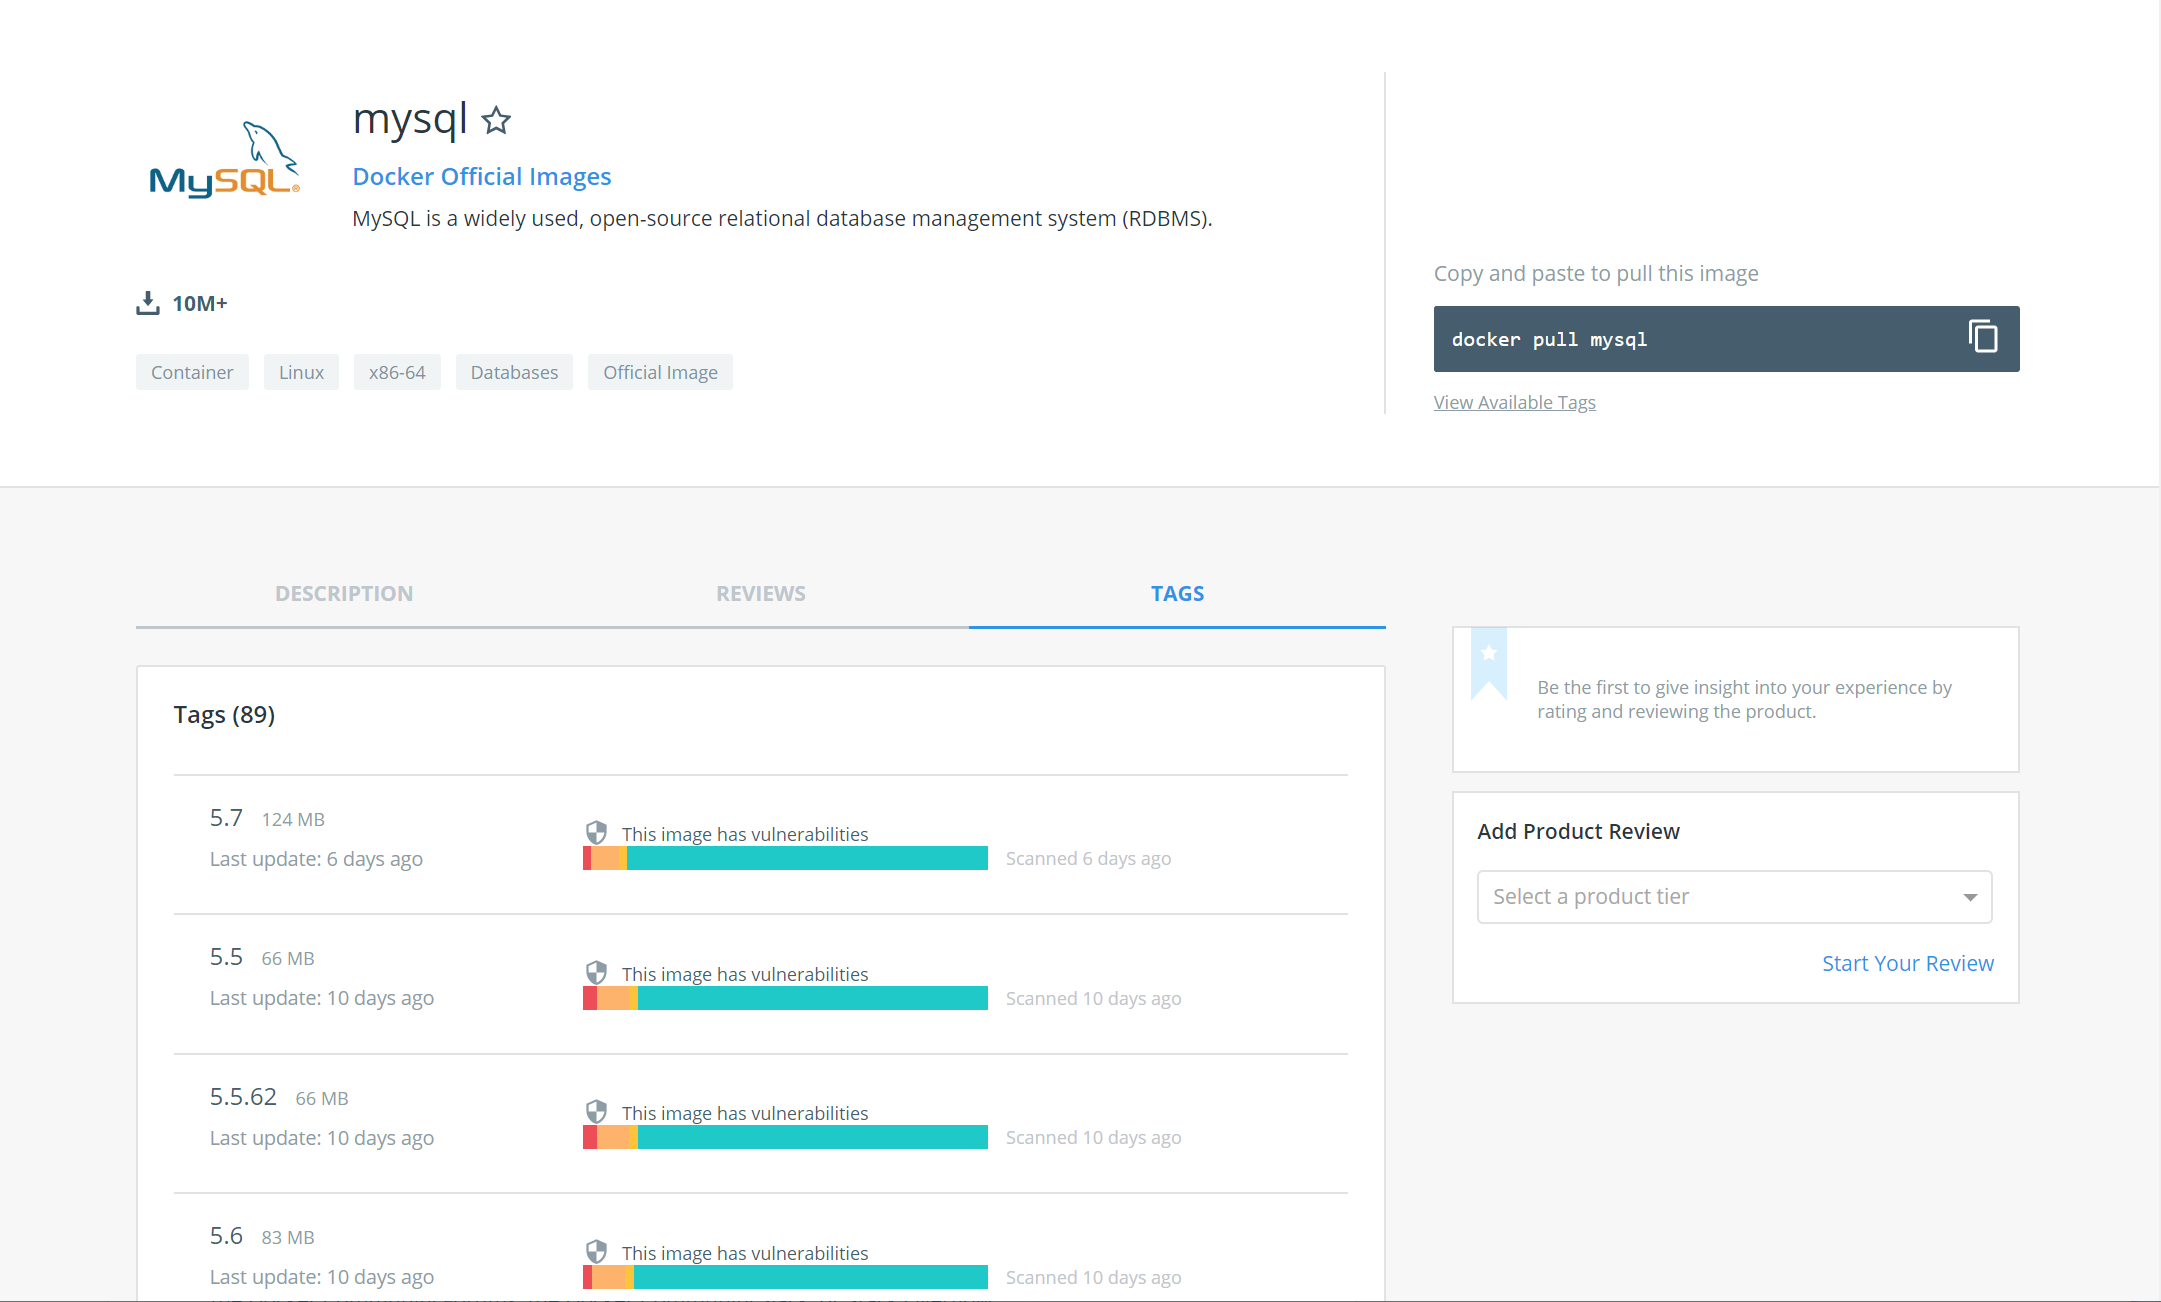 MySQL®
mysql
Docker Official Images
MySQL is a widely used, open-source relational database management system (RDBMS).
10M+
Container
Linux
x86-64
Databases
Official Image
Copy and paste to pull this image
docker pull mysql
View Available Tags
DESCRIPTION
REVIEWS
TAGS
Tags (89)
5.7 124 MB
Last update: 6 days ago
This image has vulnerabilities
Scanned 6 days ago
5.5 66 MB
Last update: 10 days ago
This image has vulnerabilities
Scanned 10 days ago
5.5.62 66 MB
Last update: 10 days ago
This image has vulnerabilities
Scanned 10 days ago
5.6 83 MB
Last update: 10 days ago
This image has vulnerabilities
Scanned 10 days ago
Be the first to give insight into your experience by
rating and reviewing the product.
Add Product Review
Select a product tier
Start Your Review